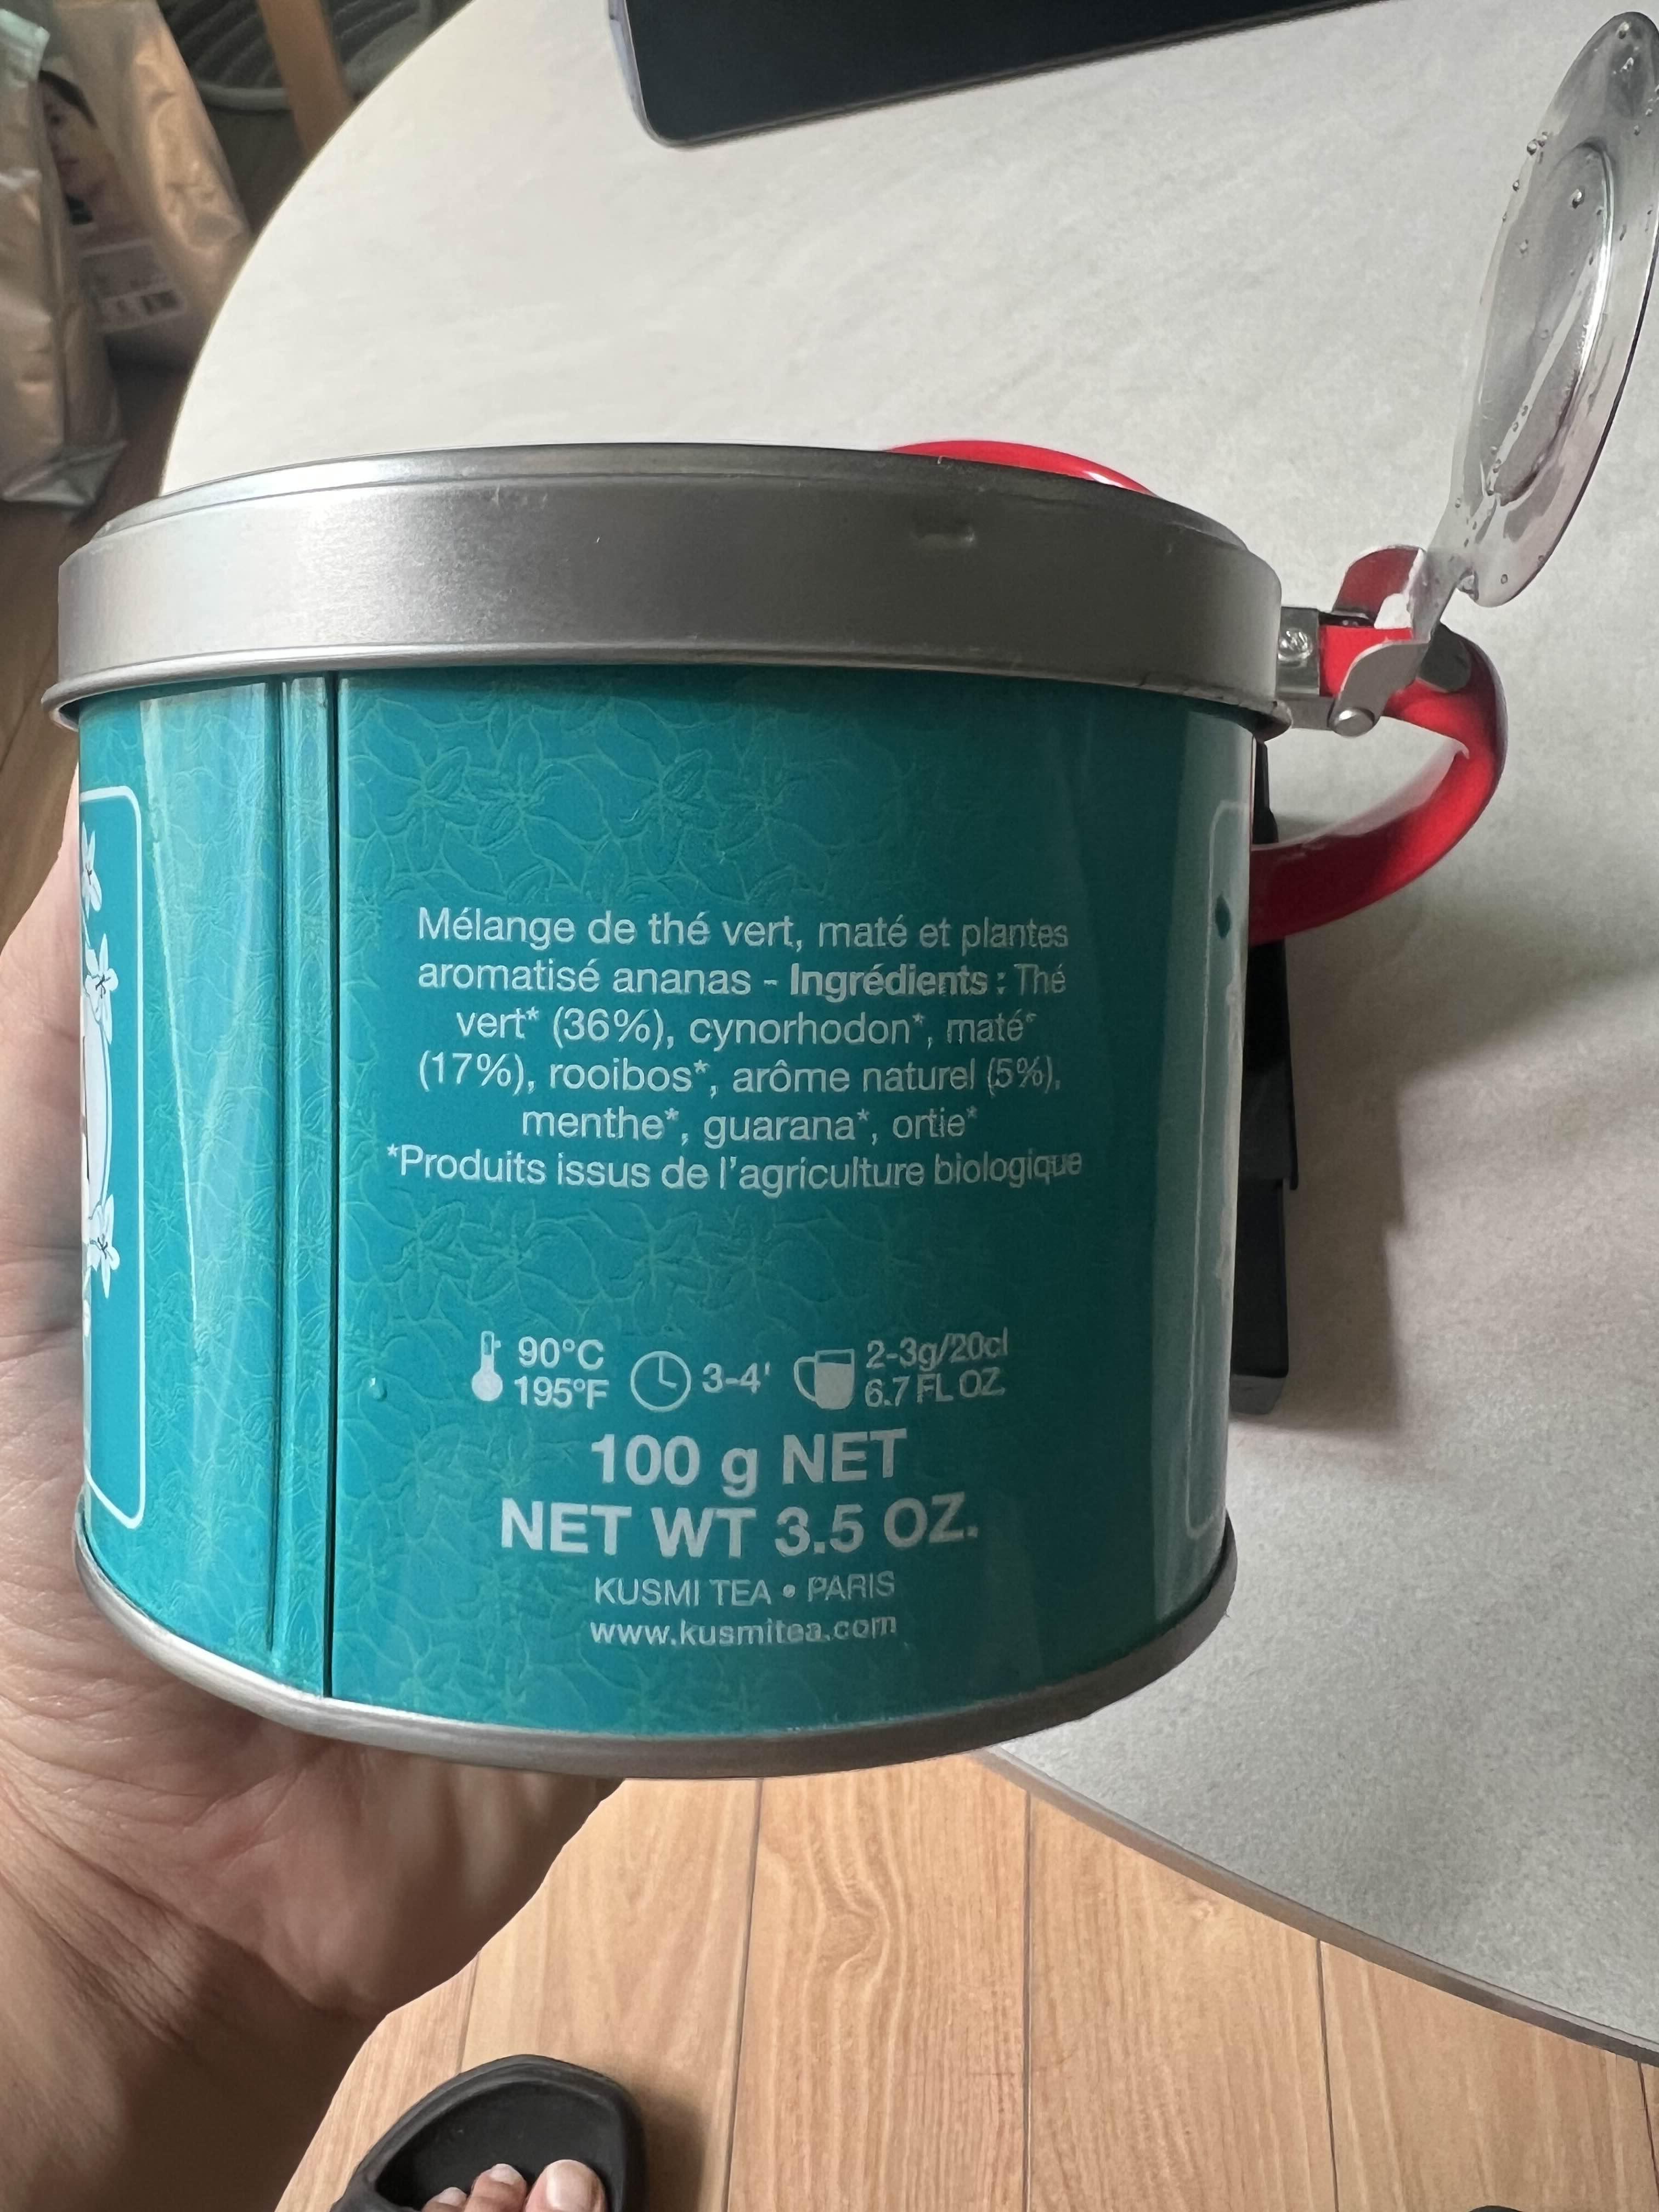 Mélange de thé vert, maté et plantes
aromatisé ananas - Ingrédients : Thé
vert* (36%), cynorhodon*, maté*
(17%), rooibos*, arôme naturel (5%),
menthe*, guarana*, ortie*
*Produits issus de l'agriculture biologique
90°C
195°F
3-4'
2-3g/20cl
6.7 FL OZ.
100 g NET
NET WT 3.5 OZ.
KUSMI TEA • PARIS
www.kusmitea.com